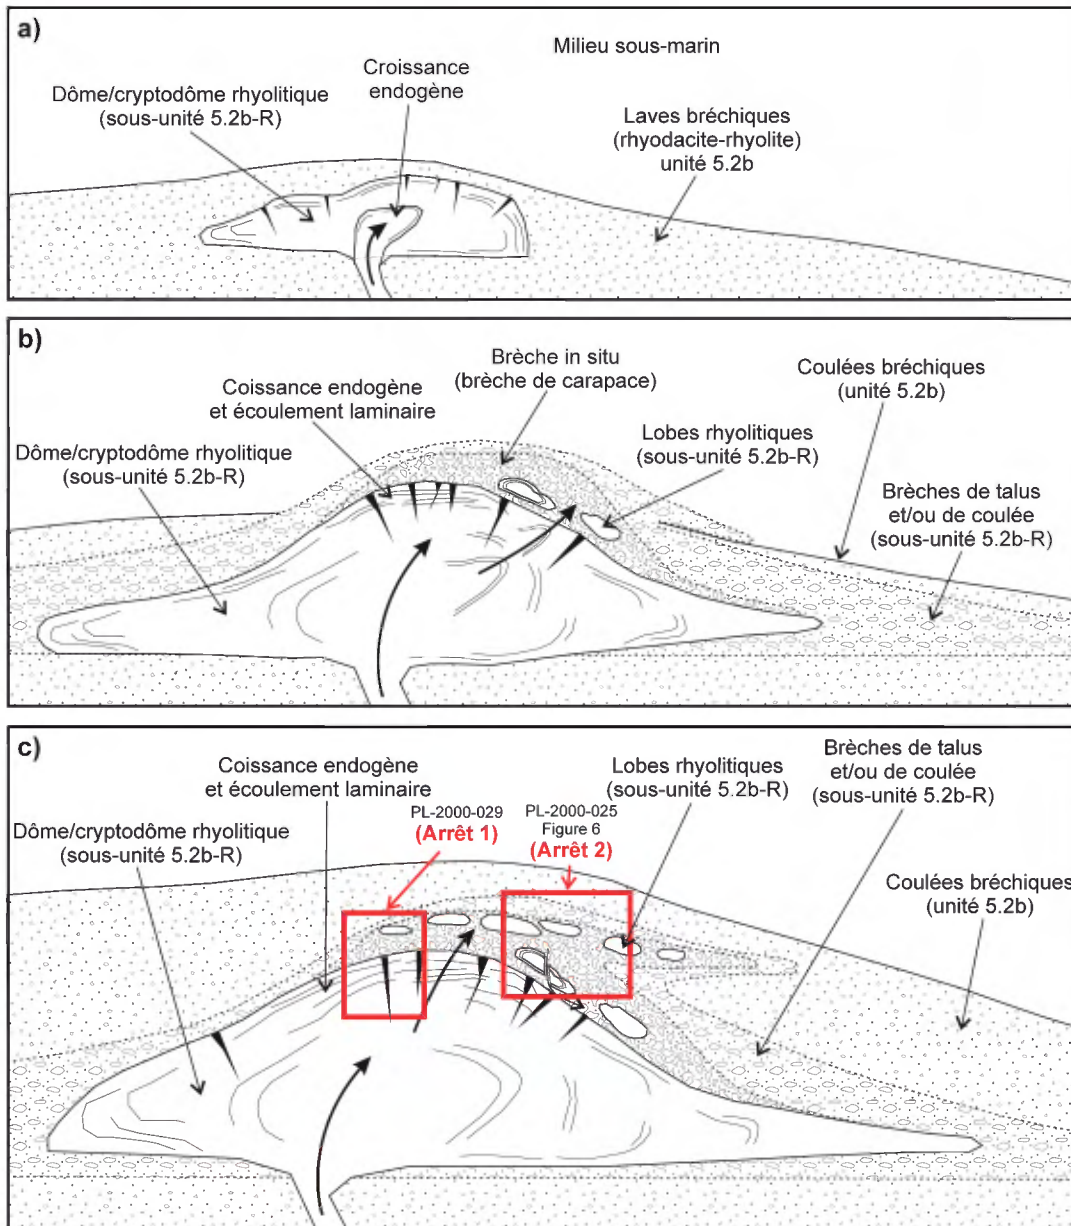 a)
Milieu sous-marin
Croissance
endogène
Dôme/cryptodôme rhyolitique
(sous-unité 5.2b-R)
Laves bréchiques
(rhyodacite-rhyolite)
unité 5.2b
b)
Brèche in situ
(brèche de carapace)
Coissance endogène
et écoulement laminaire
Coulées bréchiques
(unité 5.2b)
Dôme/cryptodôme rhyolitique
(sous-unité 5.2b-R)
Lobes rhyolitiques
(sous-unité 5.2b-R)
Brèches de talus
et/ou de coulée
(sous-unité 5.2b-R)
c)
Coissance endogène
et écoulement laminaire
PL-2000-029
(Arrêt 1)
PL-2000-025
Figure 6
(Arrêt 2)
Lobes rhyolitiques
(sous-unité 5.2b-R)
Brèches de talus
et/ou de coulée
(sous-unité 5.2b-R)
Dôme/cryptodôme rhyolitique
(sous-unité 5.2b-R)
Coulées bréchiques
(unité 5.2b)